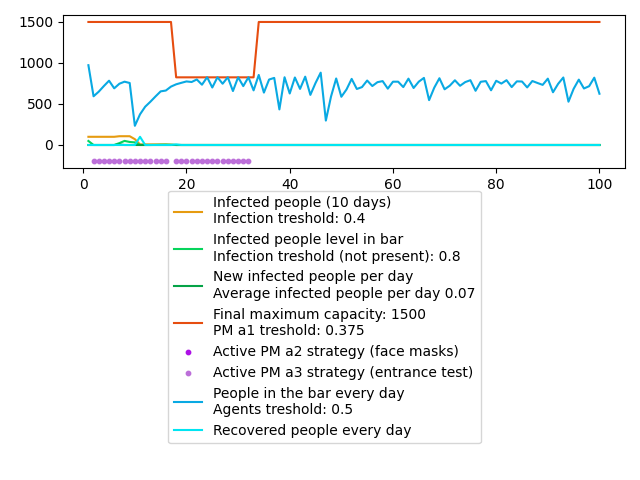 1500
1000
500
0
0 20 40 60 80 100
Infected people (10 days)
Infection treshold: 0.4
Infected people level in bar
Infection treshold (not present): 0.8
New infected people per day
Average infected people per day 0.07
Final maximum capacity: 1500
PM a1 treshold: 0.375
Active PM a2 strategy (face masks)
Active PM a3 strategy (entrance test)
People in the bar every day
Agents treshold: 0.5
Recovered people every day